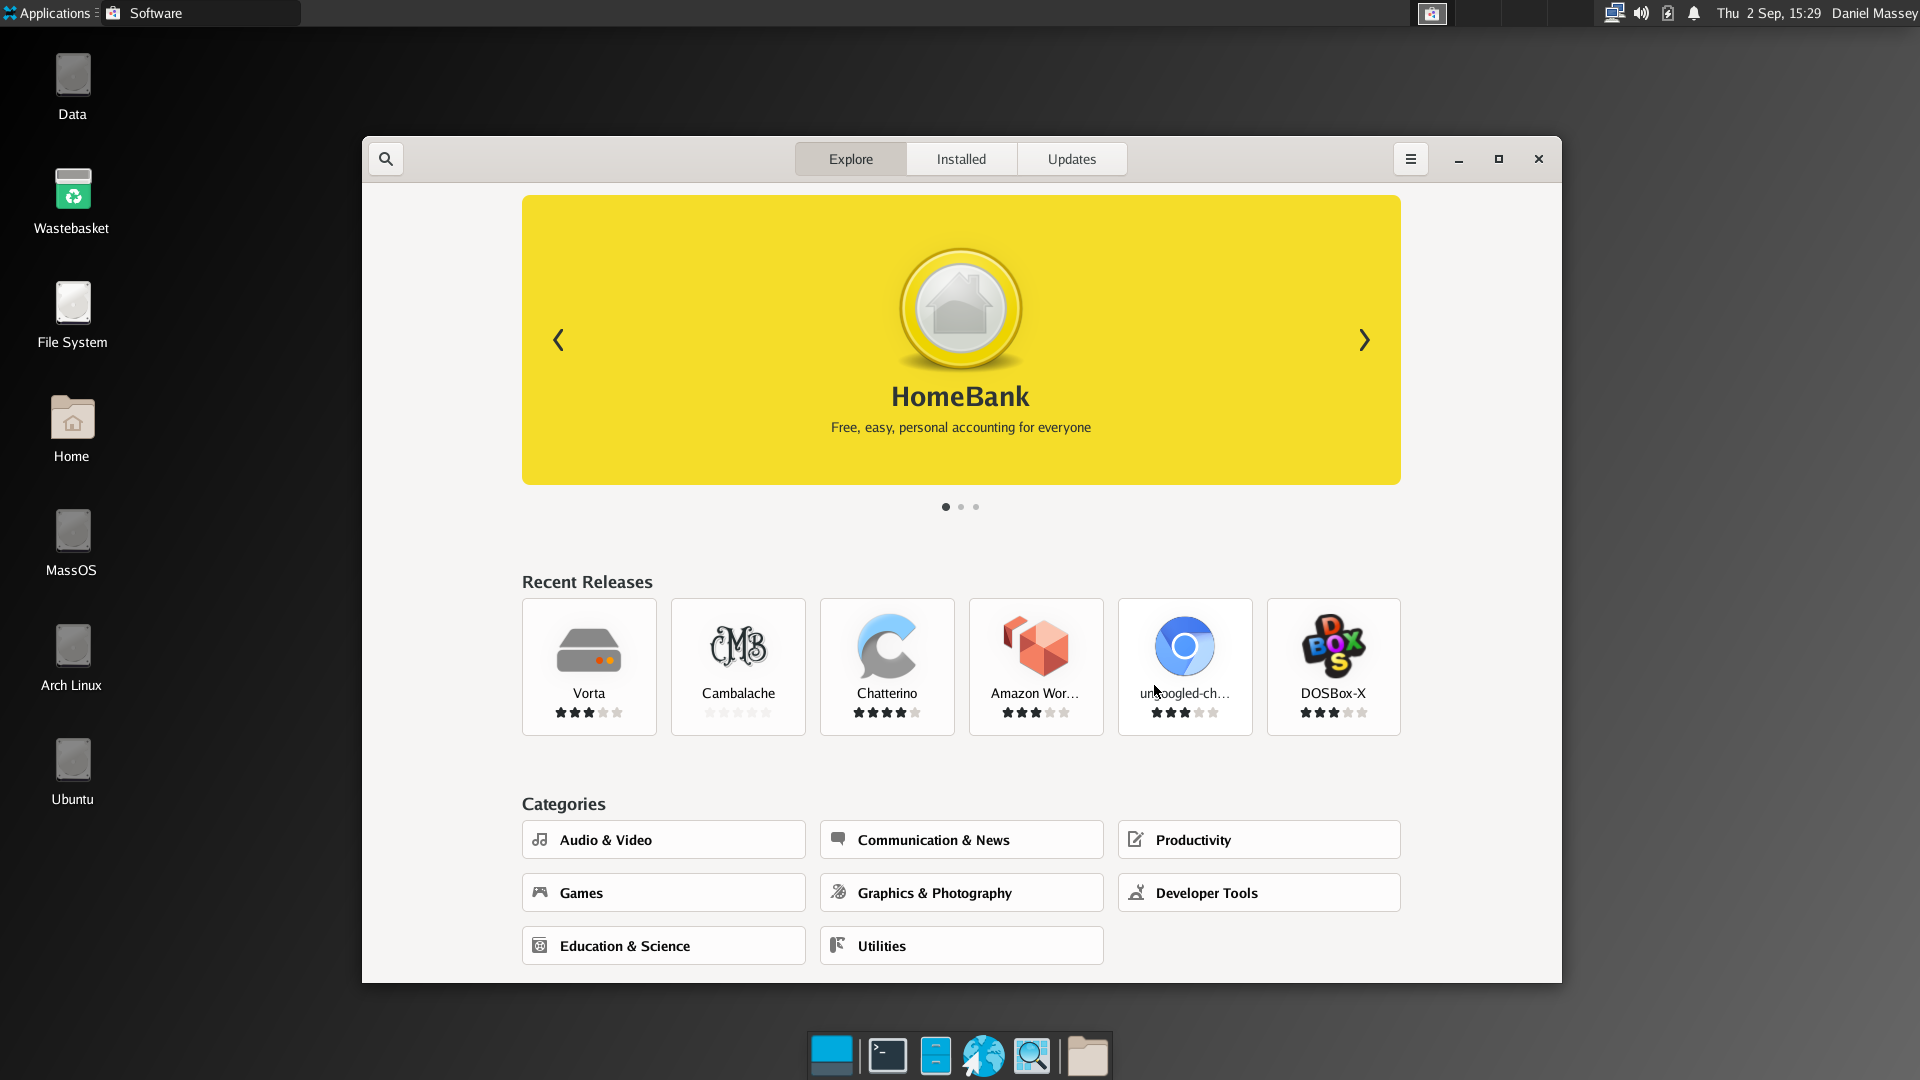 Applications
Software
Thu 2 Sep, 15:29
Daniel Massey
Data
Wastebasket
File System
Home
MassOS
Arch Linux
Ubuntu
Explore
Installed
Updates
HomeBank
Free, easy, personal accounting for everyone
Recent Releases
Vorta
Cambalache
Chatterino
Amazon Wor...
ungoogled-ch...
DOSBox-X
CMB
D
BOX
S
Categories
Audio & Video
Communication & News
Productivity
Games
Graphics & Photography
Developer Tools
Education & Science
Utilities